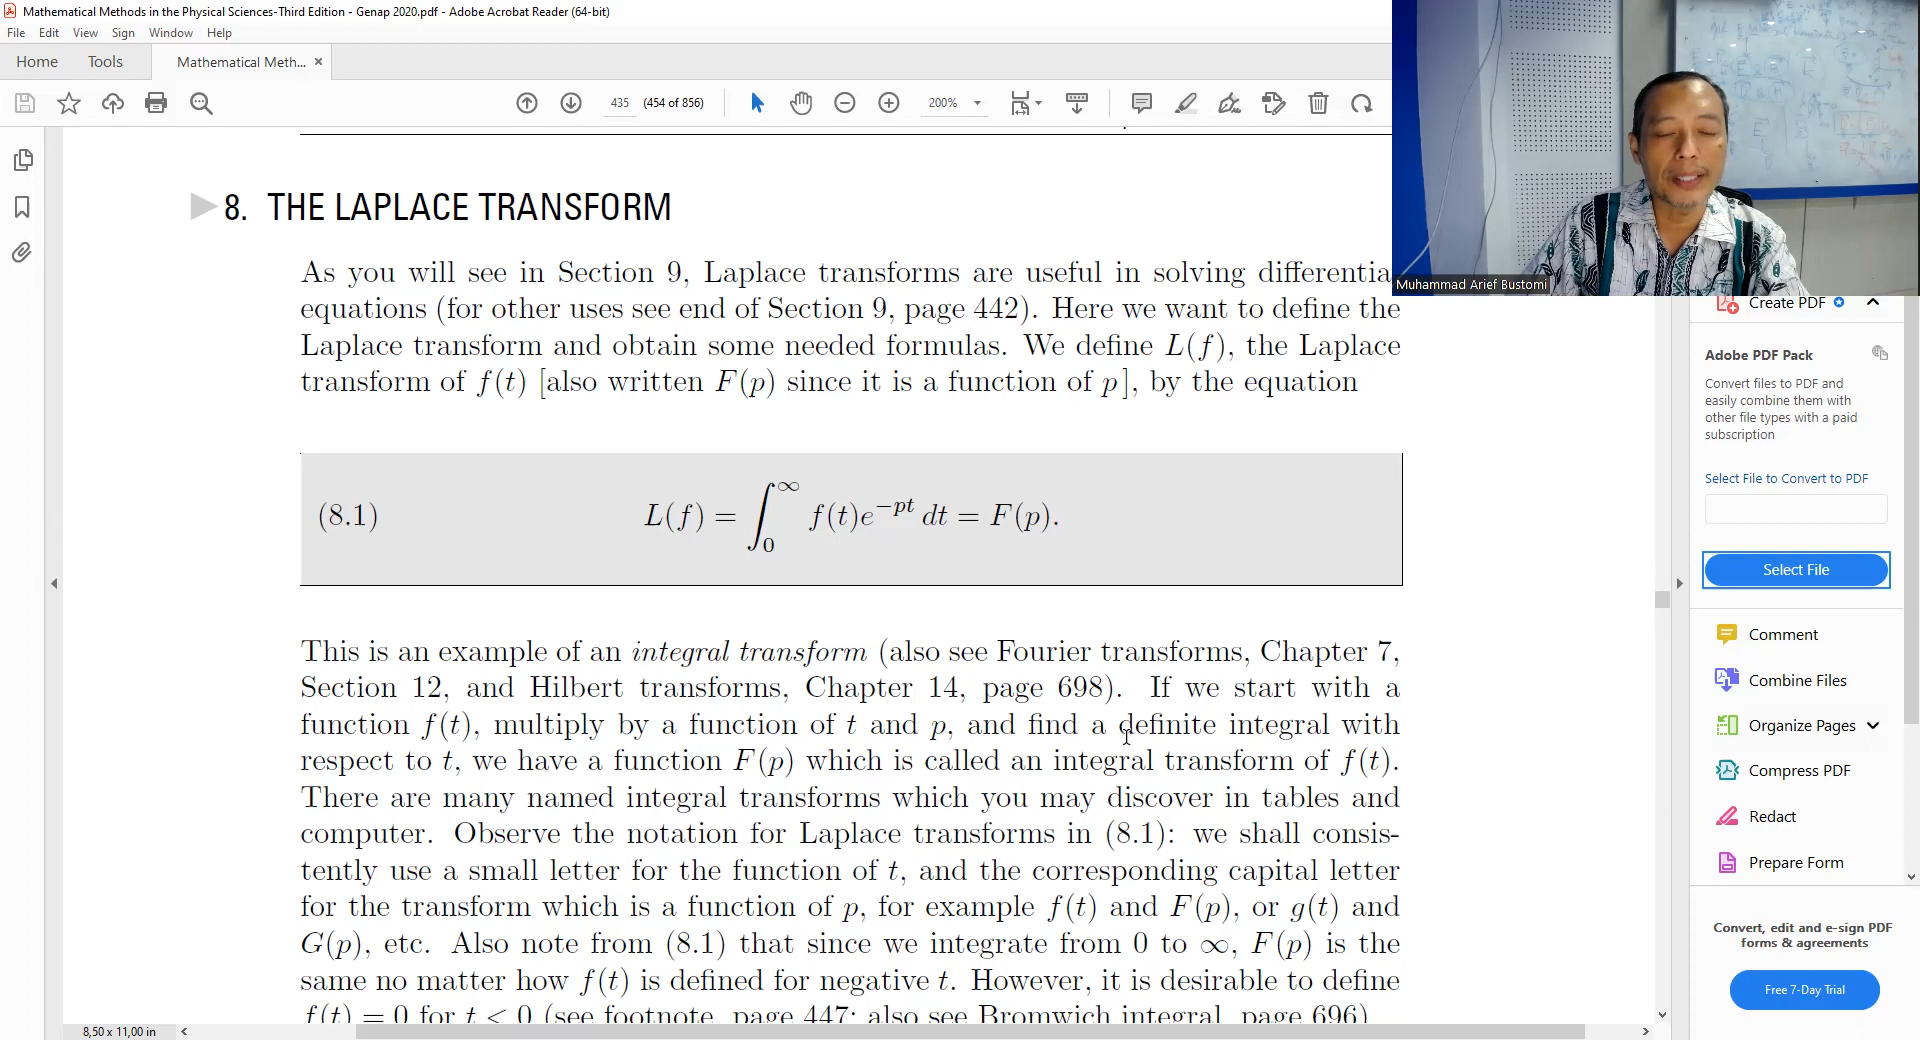 Mathematical Methods in the Physical Sciences-Third Edition - Genap 2020.pdf - Adobe Acrobat Reader (64-bit)
File Edit View Sign Window Help
Home Tools Mathematical Meth... ×
435 (454 of 856) 200%
8. THE LAPLACE TRANSFORM
As you will see in Section 9, Laplace transforms are useful in solving differentia
equations (for other uses see end of Section 9, page 442). Here we want to define the
Laplace transform and obtain some needed formulas. We define L(f), the Laplace
transform of f(t) [also written F(p) since it is a function of p], by the equation
(8.1) L(f) = ∫₀^∞ f(t)e^{−pt} dt = F(p).
This is an example of an integral transform (also see Fourier transforms, Chapter 7,
Section 12, and Hilbert transforms, Chapter 14, page 698). If we start with a
function f(t), multiply by a function of t and p, and find a definite integral with
respect to t, we have a function F(p) which is called an integral transform of f(t).
There are many named integral transforms which you may discover in tables and
computer. Observe the notation for Laplace transforms in (8.1): we shall consis-
tently use a small letter for the function of t, and the corresponding capital letter
for the transform which is a function of p, for example f(t) and F(p), or g(t) and
G(p), etc. Also note from (8.1) that since we integrate from 0 to ∞, F(p) is the
same no matter how f(t) is defined for negative t. However, it is desirable to define
f(t) = 0 for t < 0 (see footnote, page 447; also see Bromwich integral, page 696).
8,50 x 11,00 in
Muhammad Arief Bustomi
Create PDF
Adobe PDF Pack
Convert files to PDF and
easily combine them with
other file types with a paid
subscription
Select File to Convert to PDF
Select File
Comment
Combine Files
Organize Pages
Compress PDF
Redact
Prepare Form
Convert, edit and e-sign PDF
forms & agreements
Free 7-Day Trial